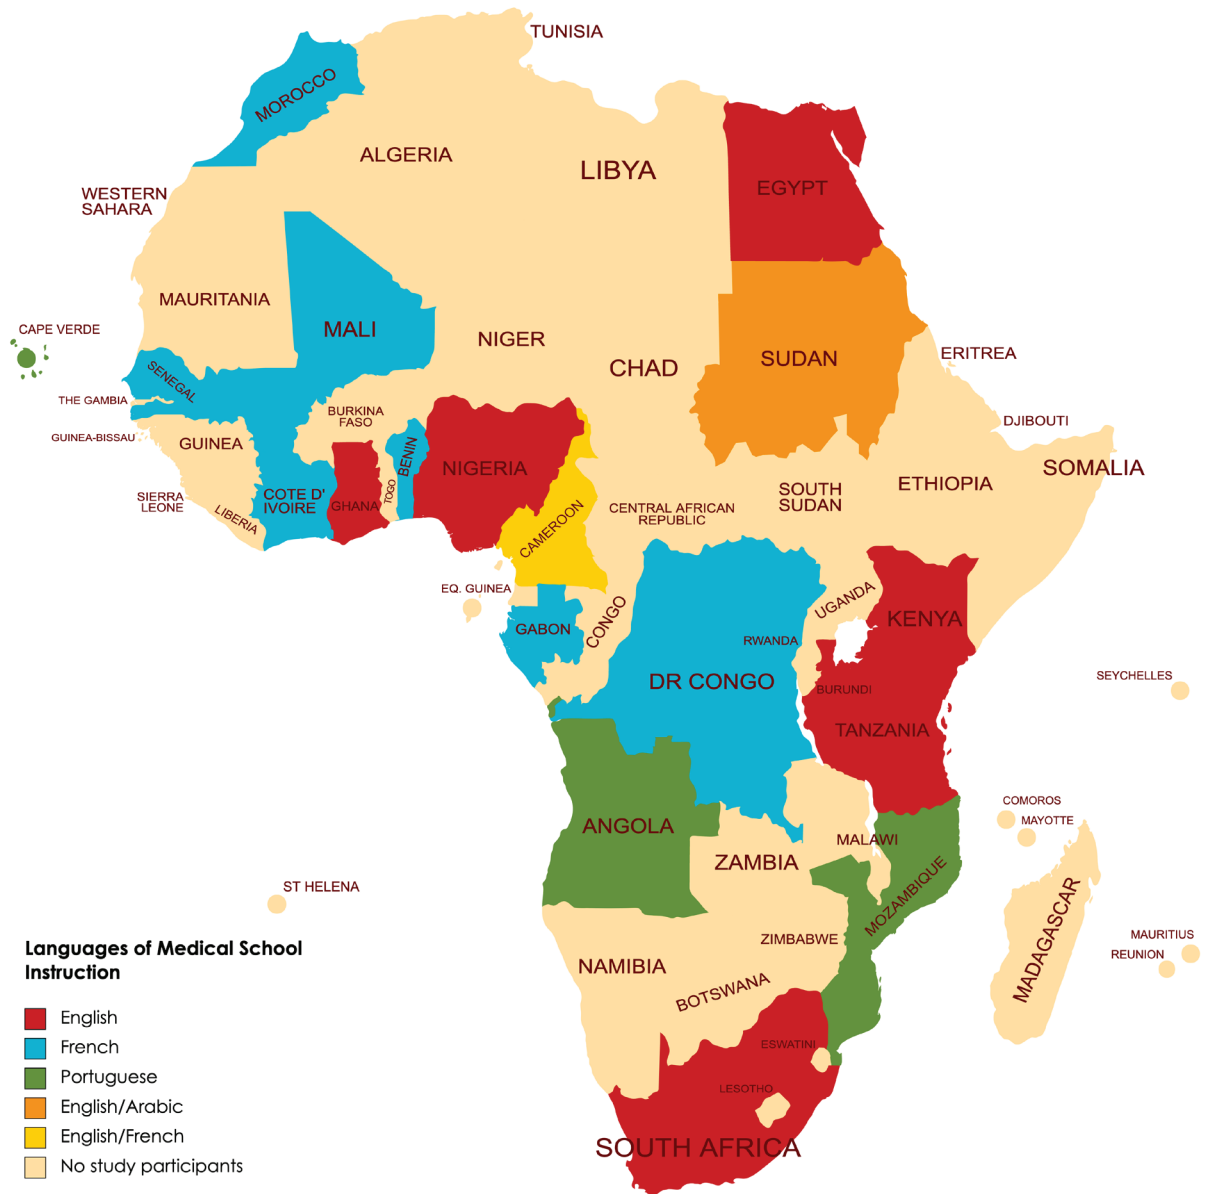 TUNISIA
MOROCCO
ALGERIA
LIBYA
EGYPT
WESTERN
SAHARA
MAURITANIA
MALI
NIGER
CHAD
SUDAN
ERITREA
CAPE VERDE
SENEGAL
THE GAMBIA
GUINEA-BISSAU
GUINEA
BURKINA
FASO
BENIN
NIGERIA
DJIBOUTI
SOMALIA
ETHIOPIA
SOUTH
SUDAN
CENTRAL AFRICAN
REPUBLIC
SIERRA
LEONE
LIBERIA
COTE D'
IVOIRE
GHANA
TOGO
CAMEROON
EQ. GUINEA
GABON
CONGO
UGANDA
KENYA
RWANDA
DR CONGO
BURUNDI
TANZANIA
SEYCHELLES
COMOROS
MAYOTTE
ANGOLA
ZAMBIA
MALAWI
MOZAMBIQUE
ST HELENA
MADAGASCAR
MAURITIUS
REUNION
ZIMBABWE
NAMIBIA
BOTSWANA
ESWATINI
LESOTHO
SOUTH AFRICA
Languages of Medical School
Instruction
English
French
Portuguese
English/Arabic
English/French
No study participants